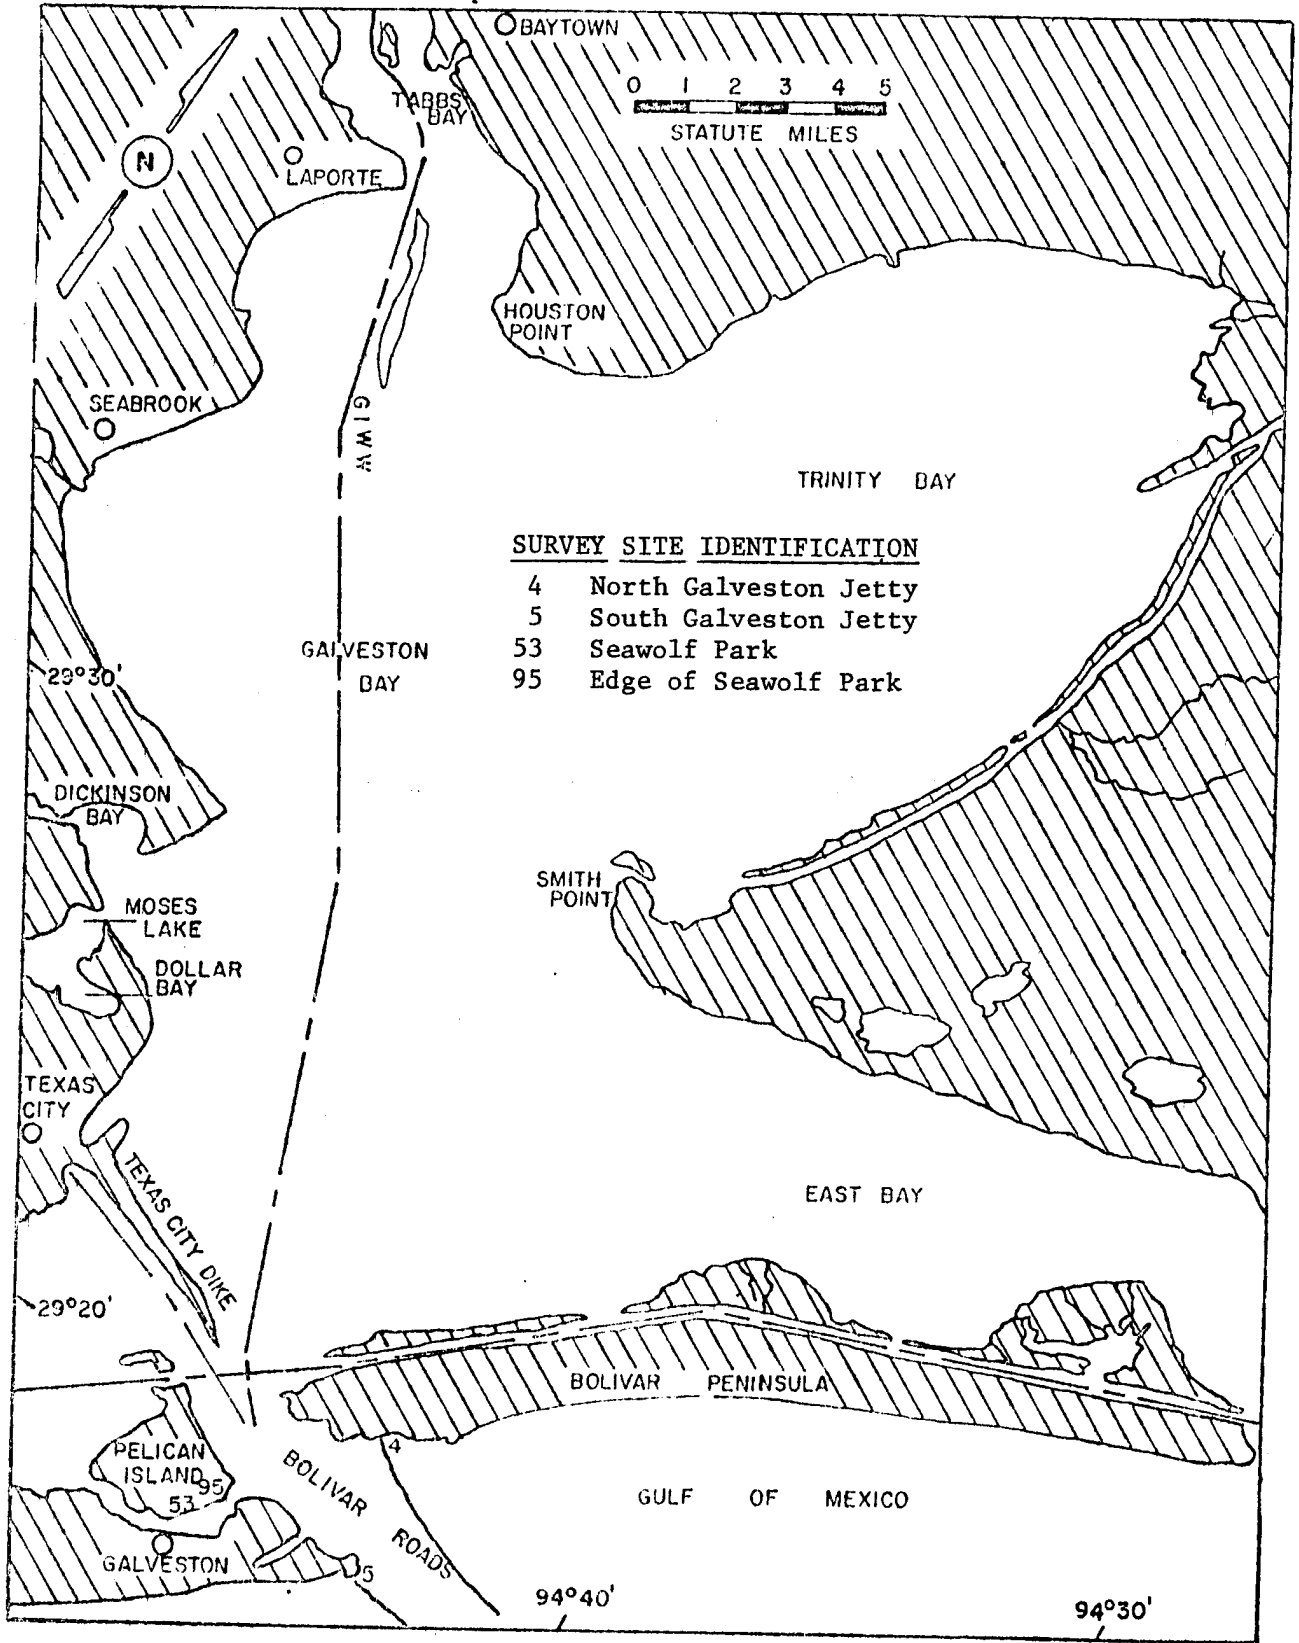 BAYTOWN
0 1 2 3 4 5
STATUTE MILES
TABBS
BAY
N
LAPORTE
HOUSTON
POINT
SEABROOK
GIWW
TRINITY BAY
SURVEY SITE IDENTIFICATION
4 North Galveston Jetty
5 South Galveston Jetty
53 Seawolf Park
95 Edge of Seawolf Park
GALVESTON
BAY
29°30'
DICKINSON
BAY
SMITH
POINT
MOSES
LAKE
DOLLAR
BAY
TEXAS
CITY
TEXAS CITY DIKE
EAST BAY
29°20'
BOLIVAR PENINSULA
4
PELICAN
ISLAND
95
53
BOLIVAR ROADS
GULF OF MEXICO
GALVESTON
5
94°40'
94°30'